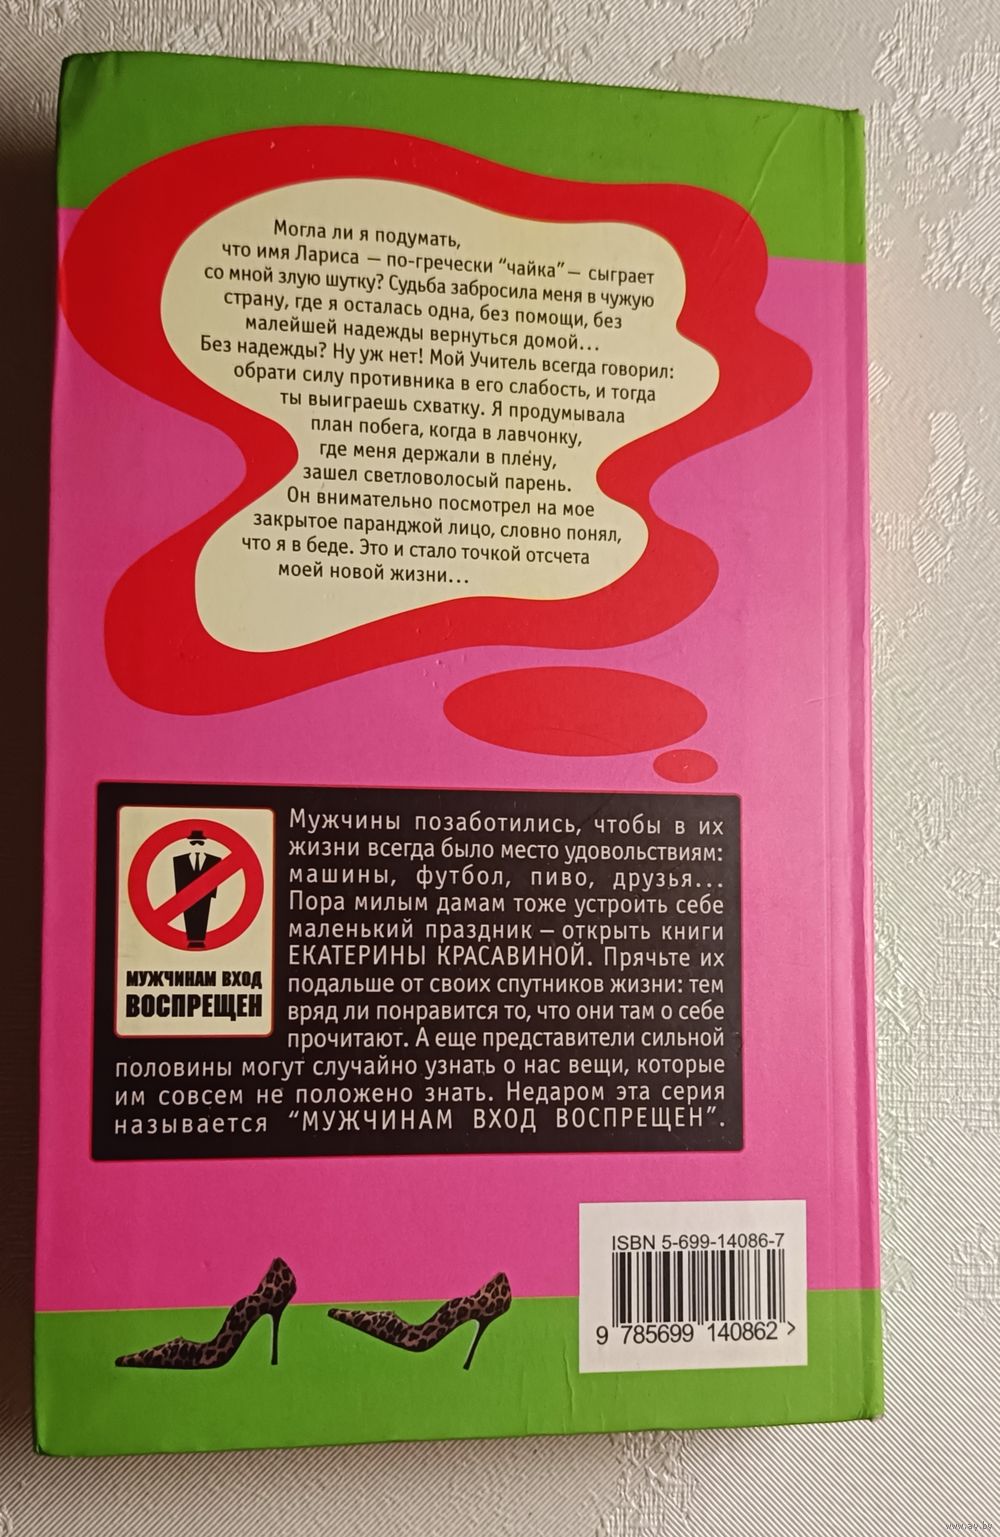 Могла ли я подумать,
что имя Лариса — по-гречески “чайка” — сыграет
со мной злую шутку? Судьба забросила меня в чужую
страну, где я осталась одна, без помощи, без
малейшей надежды вернуться домой...
Без надежды? Ну уж нет! Мой Учитель всегда говорил:
обрати силу противника в его слабость, и тогда
ты выиграешь схватку. Я продумывала
план побега, когда в лавчонку,
где меня держали в плену,
зашел светловолосый парень.
Он внимательно посмотрел на мое
закрытое паранджой лицо, словно понял,
что я в беде. Это и стало точкой отсчета
моей новой жизни...
МУЖЧИНАМ ВХОД
ВОСПРЕЩЕН
Мужчины позаботились, чтобы в их
жизни всегда было место удовольствиям:
машины, футбол, пиво, друзья...
Пора милым дамам тоже устроить себе
маленький праздник – открыть книги
ЕКАТЕРИНЫ КРАСАВИНОЙ. Прячьте их
подальше от своих спутников жизни: тем
вряд ли понравится то, что они там о себе
прочитают. А еще представители сильной
половины могут случайно узнать о нас вещи, которые
им совсем не положено знать. Недаром эта серия
называется “МУЖЧИНАМ ВХОД ВОСПРЕЩЕН”.
ISBN 5-699-14086-7
9 785699 140862 >
www.ay.by